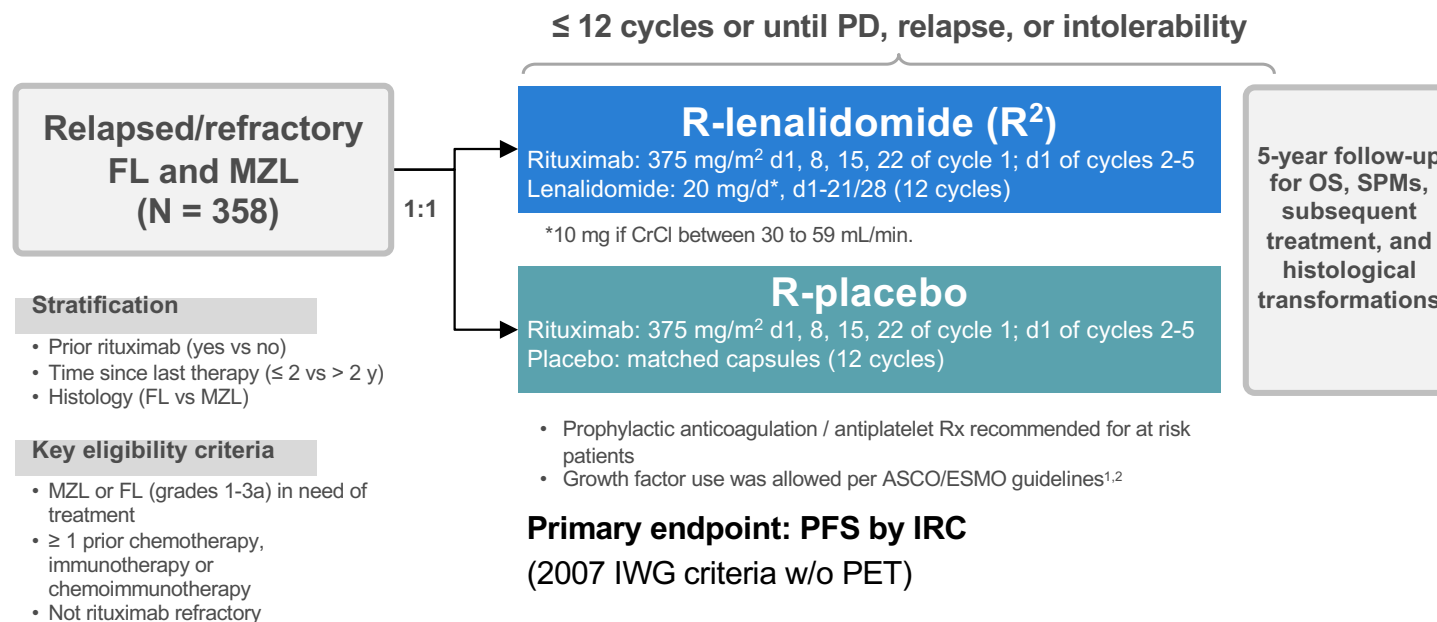 ≤ 12 cycles or until PD, relapse, or intolerability
Relapsed/refractory
FL and MZL
(N = 358)
1:1
R-lenalidomide (R²)
Rituximab: 375 mg/m² d1, 8, 15, 22 of cycle 1; d1 of cycles 2-5
Lenalidomide: 20 mg/d*, d1-21/28 (12 cycles)
*10 mg if CrCl between 30 to 59 mL/min.
R-placebo
Rituximab: 375 mg/m² d1, 8, 15, 22 of cycle 1; d1 of cycles 2-5
Placebo: matched capsules (12 cycles)
5-year follow-up
for OS, SPMs,
subsequent
treatment, and
histological
transformations
Stratification
• Prior rituximab (yes vs no)
• Time since last therapy (≤ 2 vs > 2 y)
• Histology (FL vs MZL)
Key eligibility criteria
• MZL or FL (grades 1-3a) in need of
treatment
• ≥ 1 prior chemotherapy,
immunotherapy or
chemoimmunotherapy
• Not rituximab refractory
• Prophylactic anticoagulation / antiplatelet Rx recommended for at risk
patients
• Growth factor use was allowed per ASCO/ESMO guidelines¹,²
Primary endpoint: PFS by IRC
(2007 IWG criteria w/o PET)